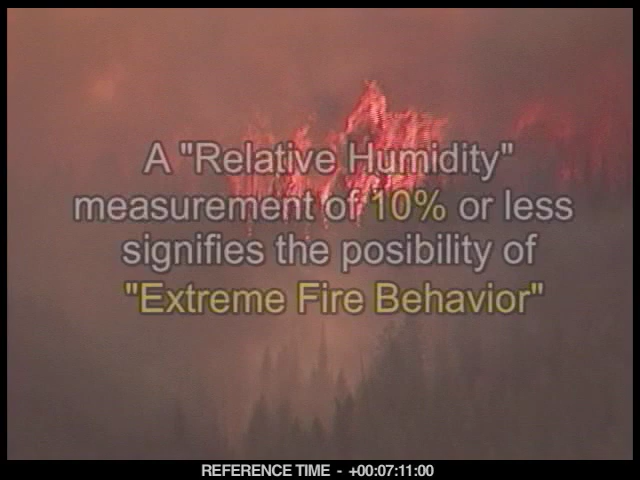 A "Relative Humidity"
measurement of 10% or less
signifies the posibility of
"Extreme Fire Behavior"
REFERENCE TIME - +00:07:11:00